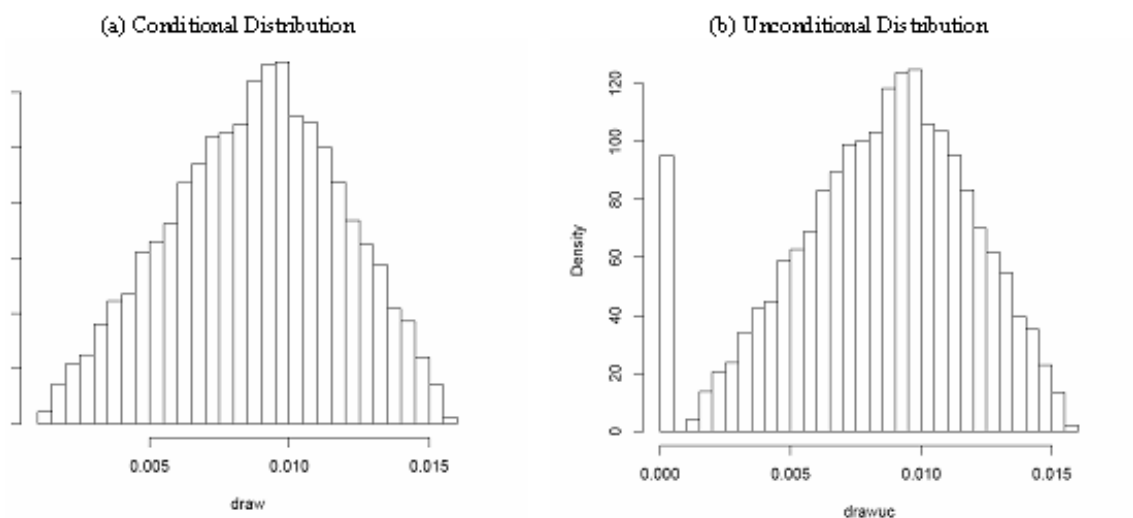 (a) Conditional Distribution
0.005 0.010 0.015
draw
(b) Unconditional Distribution
Density
0 20 40 60 80 100 120
0.000 0.005 0.010 0.015
drawuc